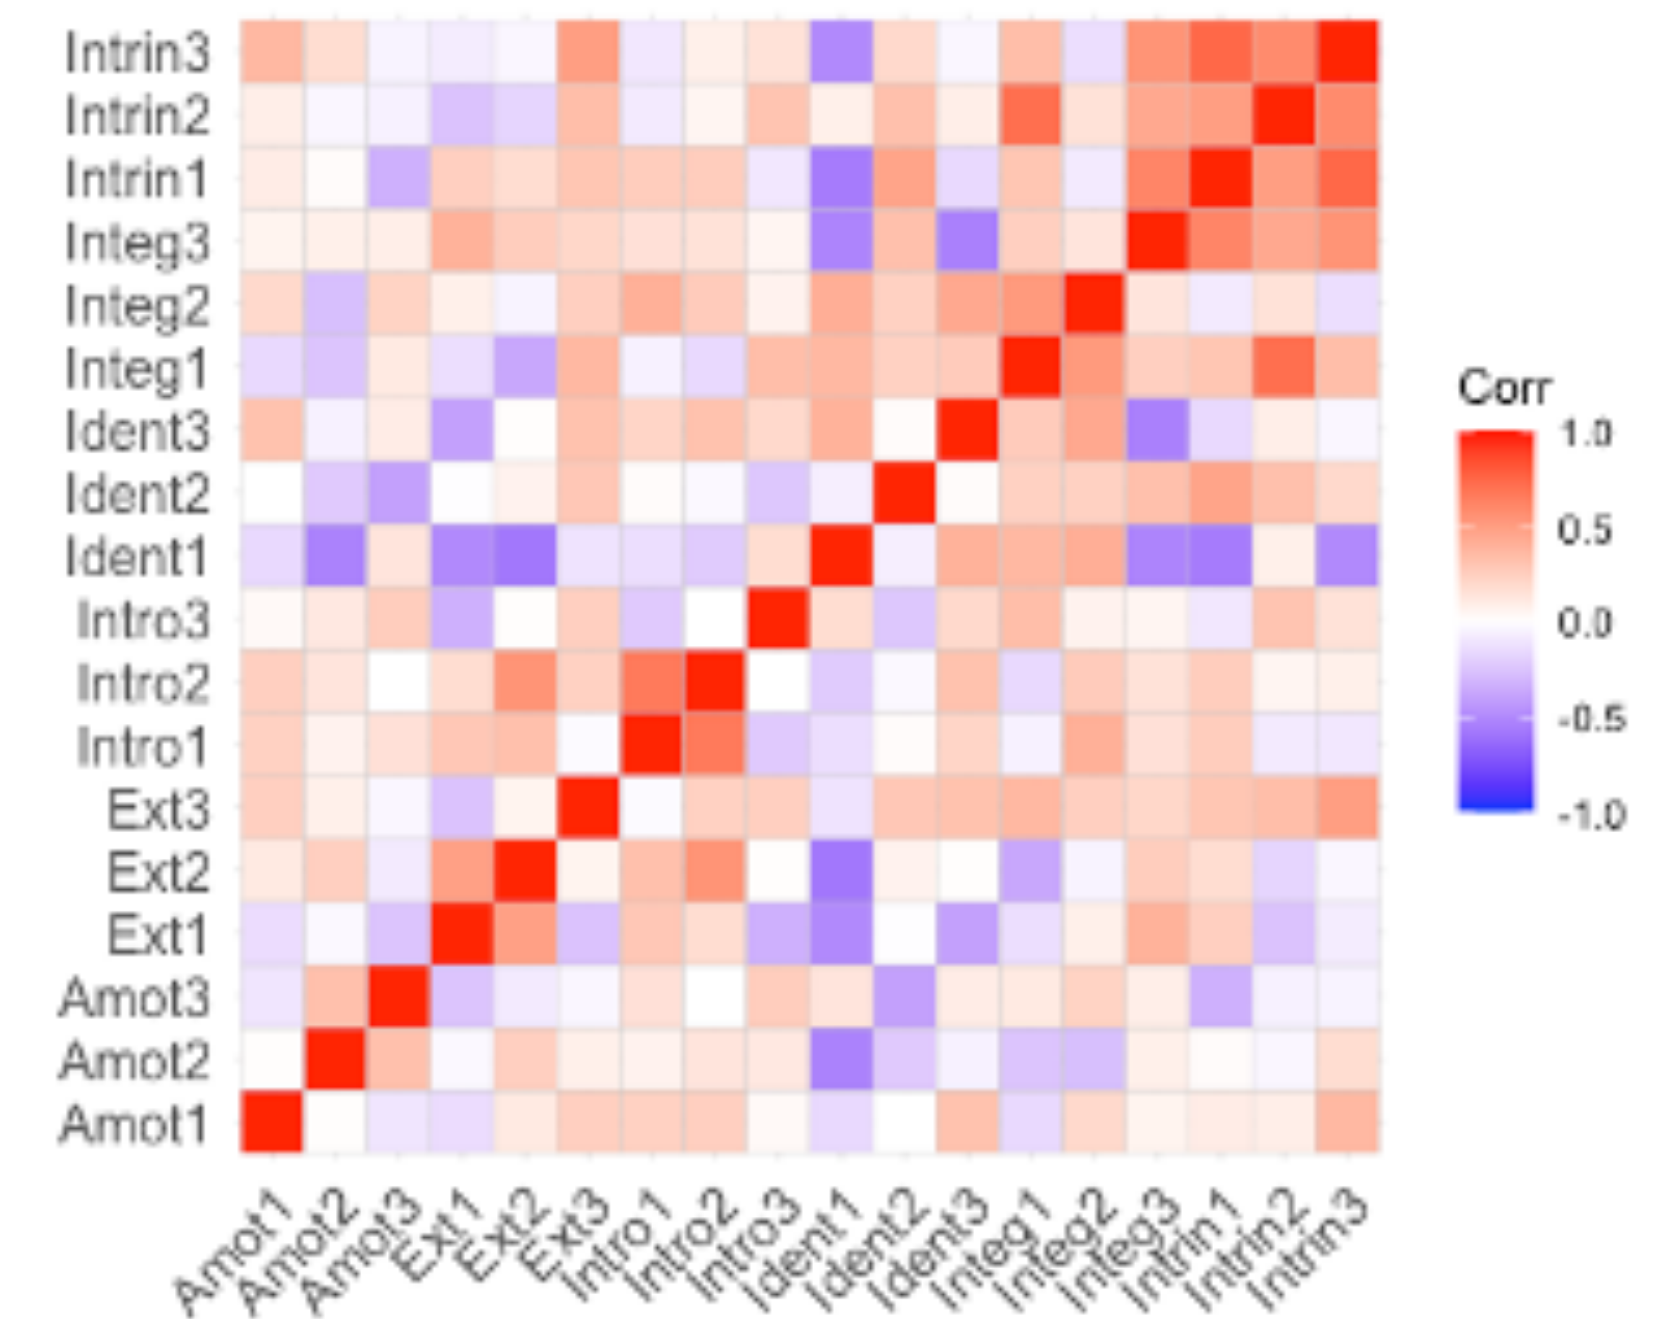 Intrin3
Intrin2
Intrin1
Integ3
Integ2
Integ1
Ident3
Ident2
Ident1
Intro3
Intro2
Intro1
Ext3
Ext2
Ext1
Amot3
Amot2
Amot1
Amot1 Amot2 Amot3 Ext1 Ext2 Ext3 Intro1 Intro2 Intro3 Ident1 Ident2 Ident3 Integ1 Integ2 Integ3 Intrin1 Intrin2 Intrin3
Corr
1.0
0.5
0.0
-0.5
-1.0